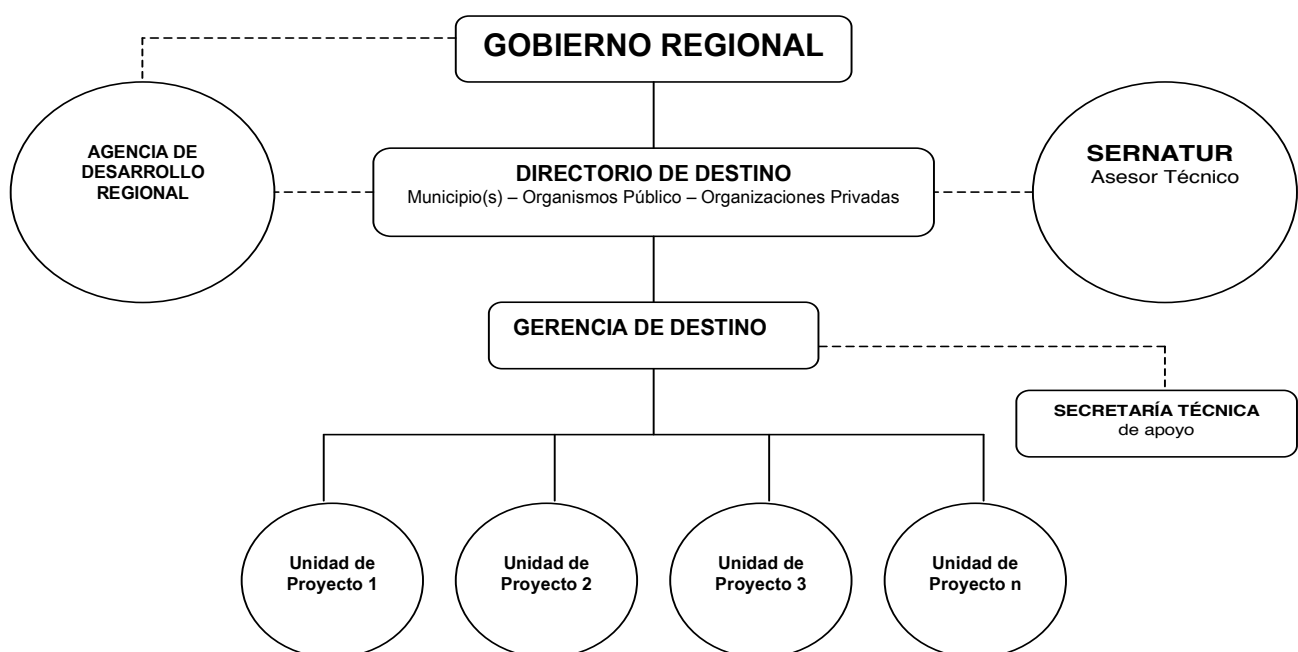 GOBIERNO REGIONAL
AGENCIA DE
DESARROLLO
REGIONAL
DIRECTORIO DE DESTINO
Municipio(s) – Organismos Público – Organizaciones Privadas
SERNATUR
Asesor Técnico
GERENCIA DE DESTINO
SECRETARÍA TÉCNICA
de apoyo
Unidad de
Proyecto 1
Unidad de
Proyecto 2
Unidad de
Proyecto 3
Unidad de
Proyecto n